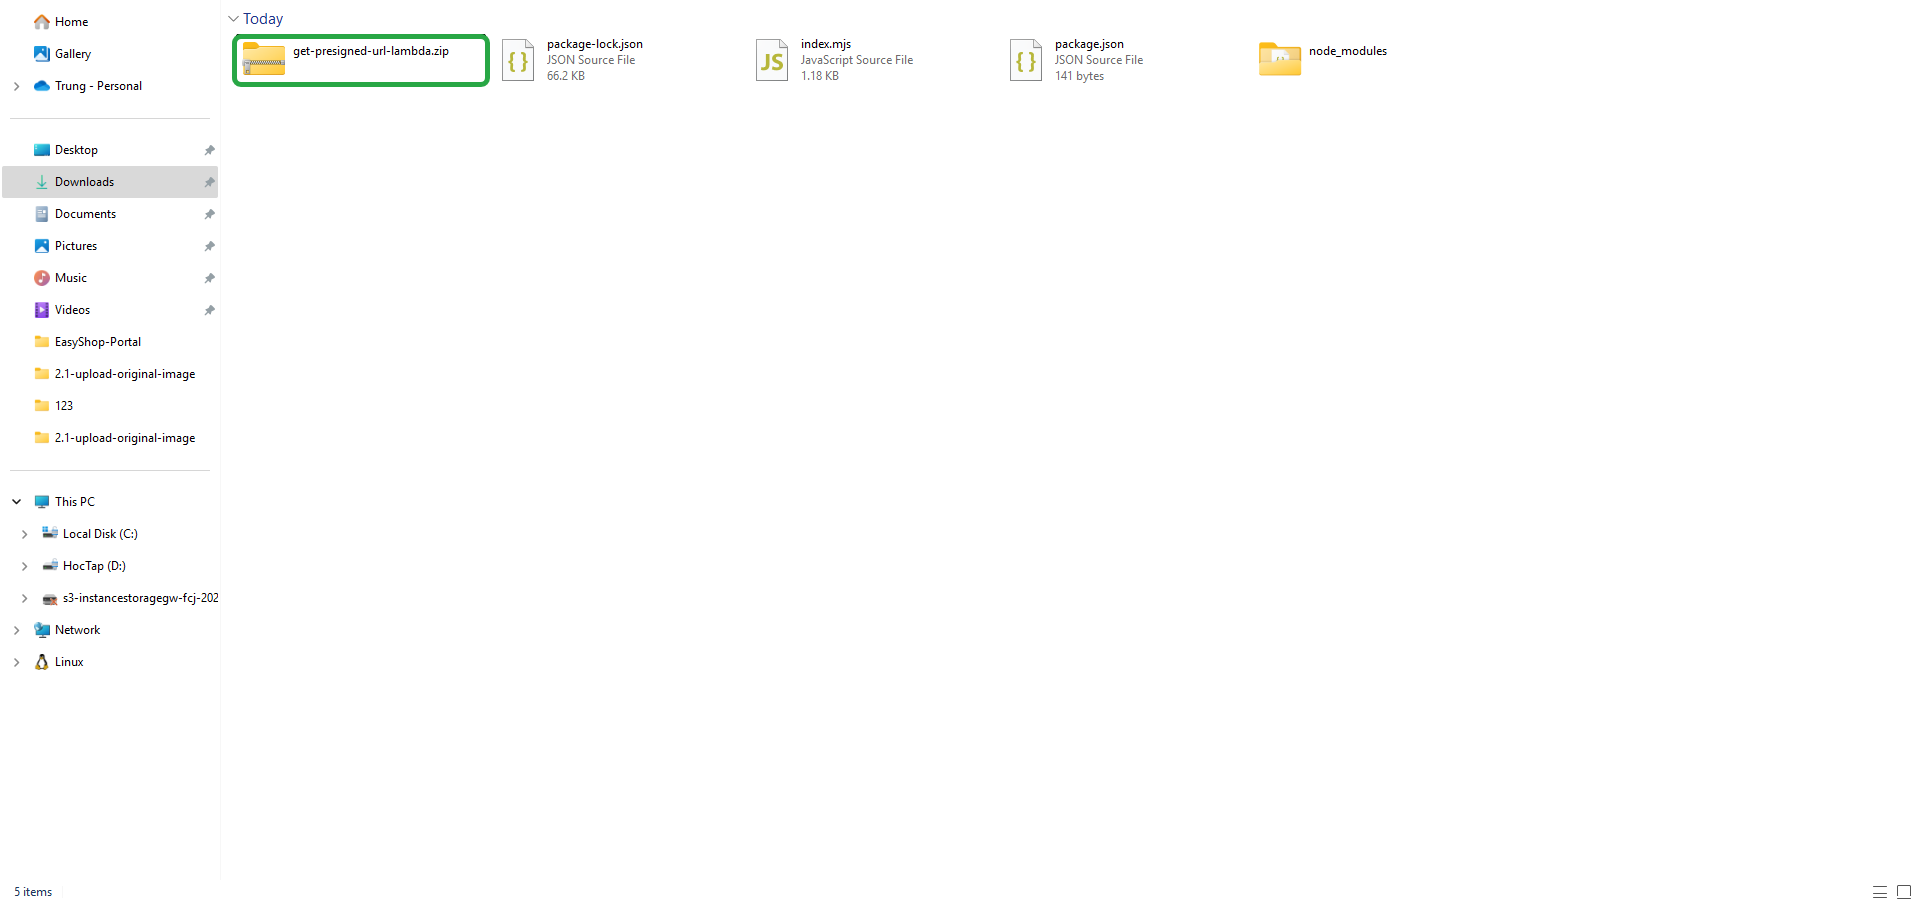 Home
Gallery
Trung - Personal
Desktop
Downloads
Documents
Pictures
Music
Videos
EasyShop-Portal
2.1-upload-original-image
123
2.1-upload-original-image
This PC
Local Disk (C:)
HocTap (D:)
s3-instancestoragegw-fcj-202
Network
Linux
Today
get-presigned-url-lambda.zip
package-lock.json
JSON Source File
66.2 KB
JS
index.mjs
JavaScript Source File
1.18 KB
package.json
JSON Source File
141 bytes
node_modules
5 items